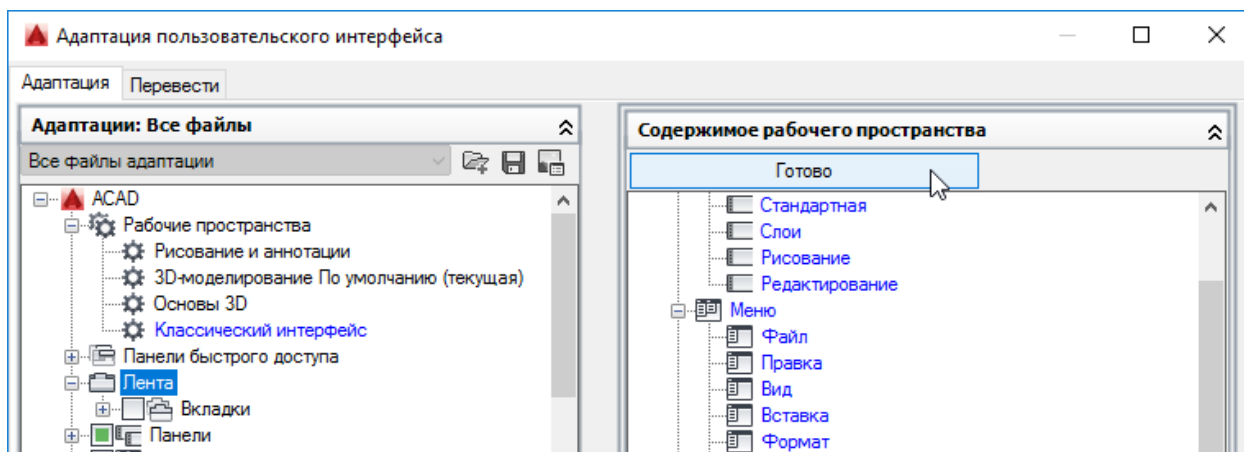 Адаптация пользовательского интерфейса
Адаптация Перевести
Адаптации: Все файлы
Все файлы адаптации
ACAD
Рабочие пространства
Рисование и аннотации
3D-моделирование По умолчанию (текущая)
Основы 3D
Классический интерфейс
Панели быстрого доступа
Лента
Вкладки
Панели
Содержимое рабочего пространства
Готово
Стандартная
Слои
Рисование
Редактирование
Меню
Файл
Правка
Вид
Вставка
Формат